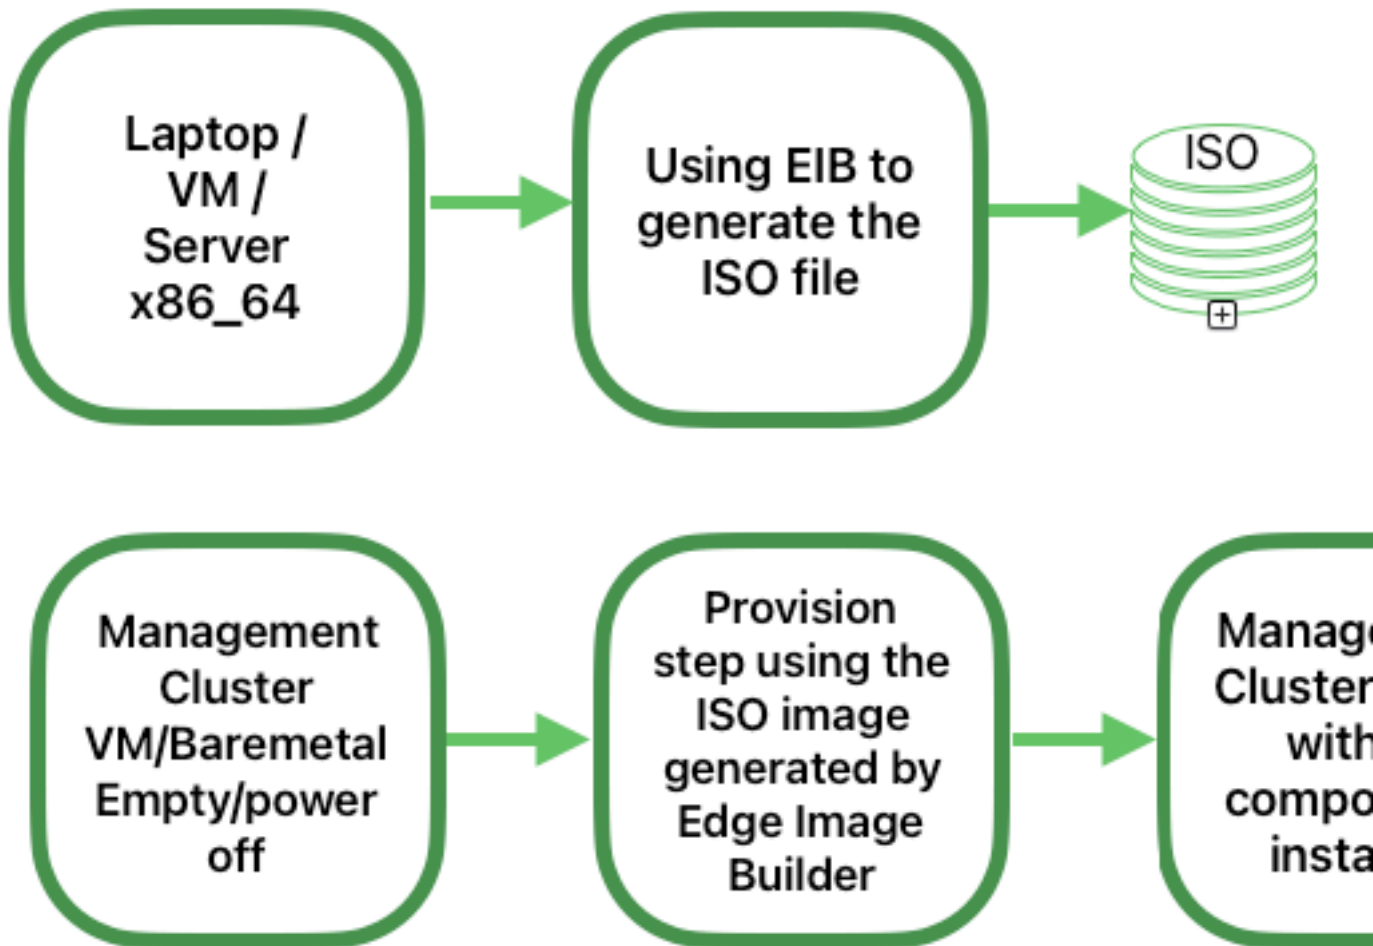 Laptop /
VM /
Server
x86_64
Using EIB to
generate the
ISO file
ISO
Management
Cluster
VM/Baremetal
Empty/power
off
Provision
step using the
ISO image
generated by
Edge Image
Builder
Cluster
with